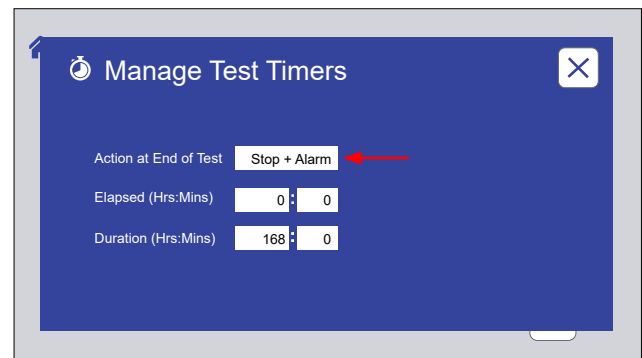 Manage Test Timers
Action at End of Test Stop + Alarm
Elapsed (Hrs:Mins) 0 : 0
Duration (Hrs:Mins) 168 : 0